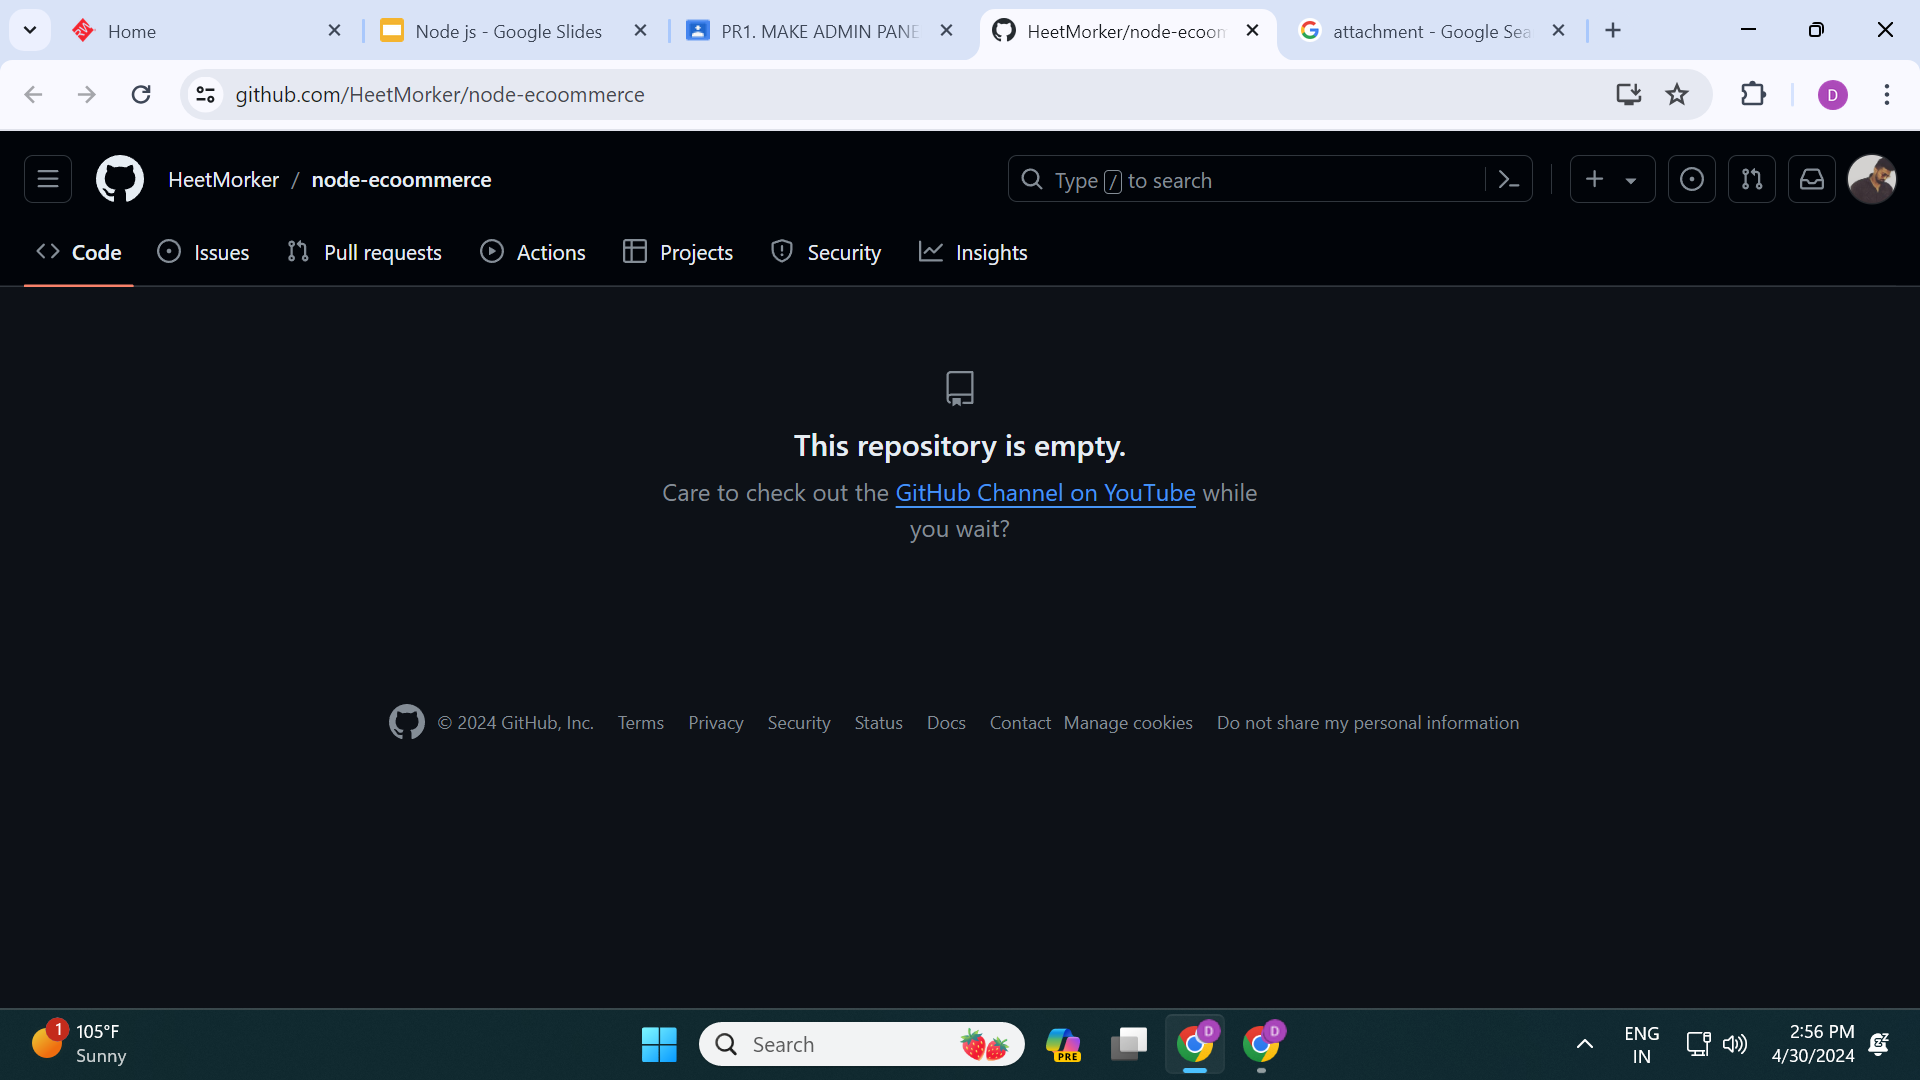 Home
Node js - Google Slides
PR1. MAKE ADMIN PANE
HeetMorker/node-ecoom
attachment - Google Sea
github.com/HeetMorker/node-ecoommerce
D
HeetMorker / node-ecoommerce
Type / to search
Code
Issues
Pull requests
Actions
Projects
Security
Insights
This repository is empty.
Care to check out the GitHub Channel on YouTube while
you wait?
© 2024 GitHub, Inc. Terms Privacy Security Status Docs Contact Manage cookies Do not share my personal information
1
105°F
Sunny
Search
PRE
D
D
ENG
IN
2:56 PM
4/30/2024